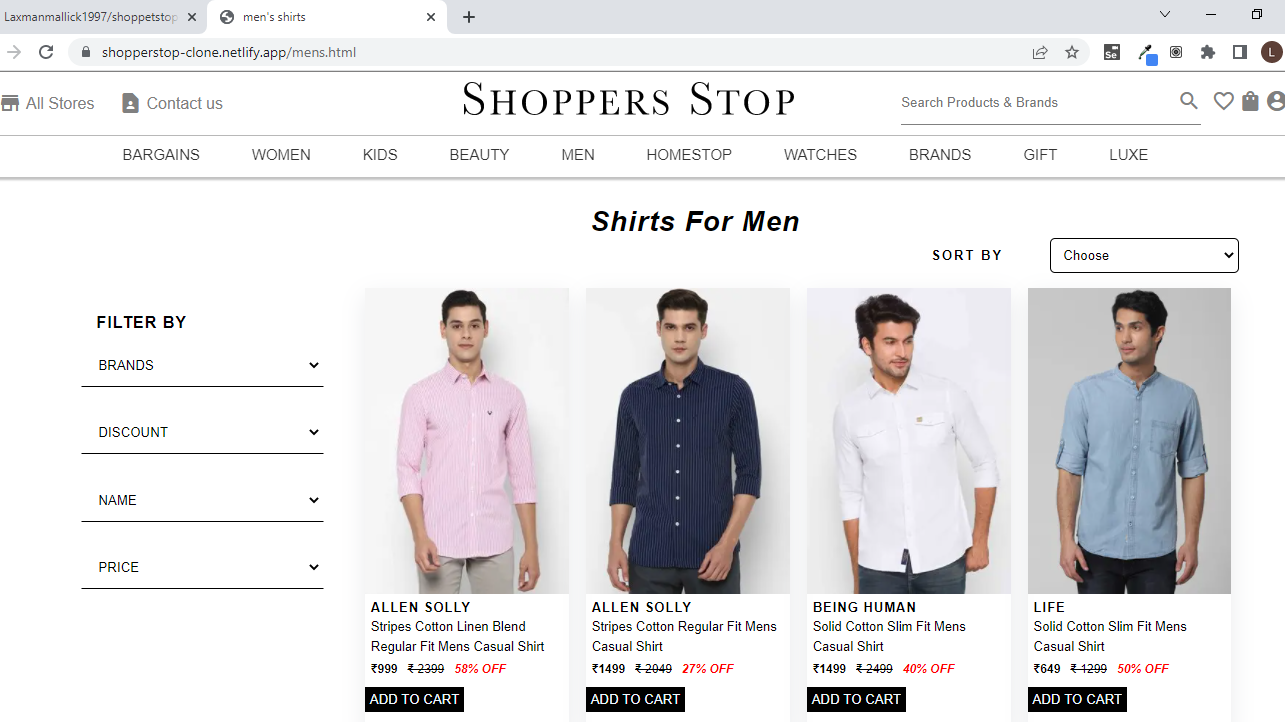 Laxmanmallick1997/shoppetstop
men's shirts
shopperstop-clone.netlify.app/mens.html
Se
L
All Stores
Contact us
SHOPPERS STOP
Search Products & Brands
BARGAINS WOMEN KIDS BEAUTY MEN HOMESTOP WATCHES BRANDS GIFT LUXE
Shirts For Men
SORT BY
Choose
FILTER BY
BRANDS
DISCOUNT
NAME
PRICE
ALLEN SOLLY
Stripes Cotton Linen Blend
Regular Fit Mens Casual Shirt
₹999 ₹ 2399 58% OFF
ADD TO CART
ALLEN SOLLY
Stripes Cotton Regular Fit Mens
Casual Shirt
₹1499 ₹ 2049 27% OFF
ADD TO CART
BEING HUMAN
Solid Cotton Slim Fit Mens
Casual Shirt
₹1499 ₹ 2499 40% OFF
ADD TO CART
LIFE
Solid Cotton Slim Fit Mens
Casual Shirt
₹649 ₹ 1299 50% OFF
ADD TO CART